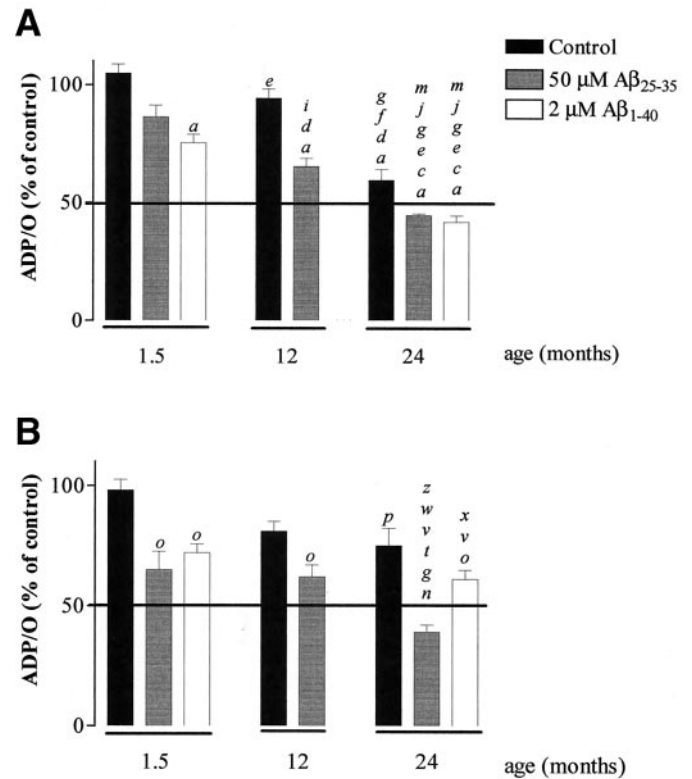 A
Control
50 μM Aβ25-35
2 μM Aβ1-40
ADP/O (% of control)
100
50
0
a
e
i
d
a
g
f
d
a
m
j
g
e
c
a
m
j
g
e
c
a
1.5
12
24
age (months)
B
ADP/O (% of control)
100
50
0
o
o
o
p
z
w
v
t
g
n
x
v
o
1.5
12
24
age (months)